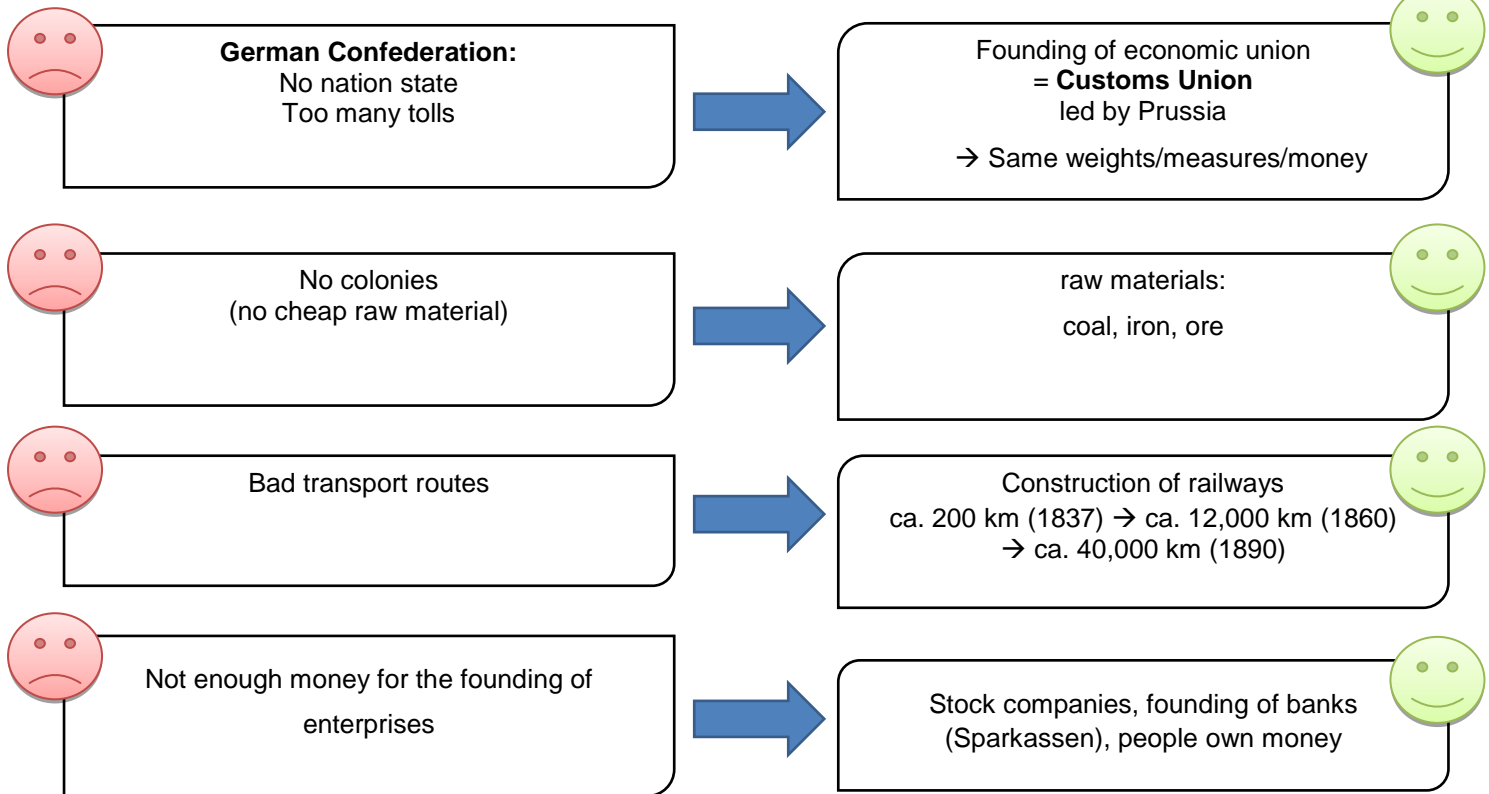 German Confederation:
No nation state
Too many tolls
Founding of economic union
= Customs Union
led by Prussia
→ Same weights/measures/money
No colonies
(no cheap raw material)
raw materials:
coal, iron, ore
Bad transport routes
Construction of railways
ca. 200 km (1837) → ca. 12,000 km (1860)
→ ca. 40,000 km (1890)
Not enough money for the founding of
enterprises
Stock companies, founding of banks
(Sparkassen), people own money